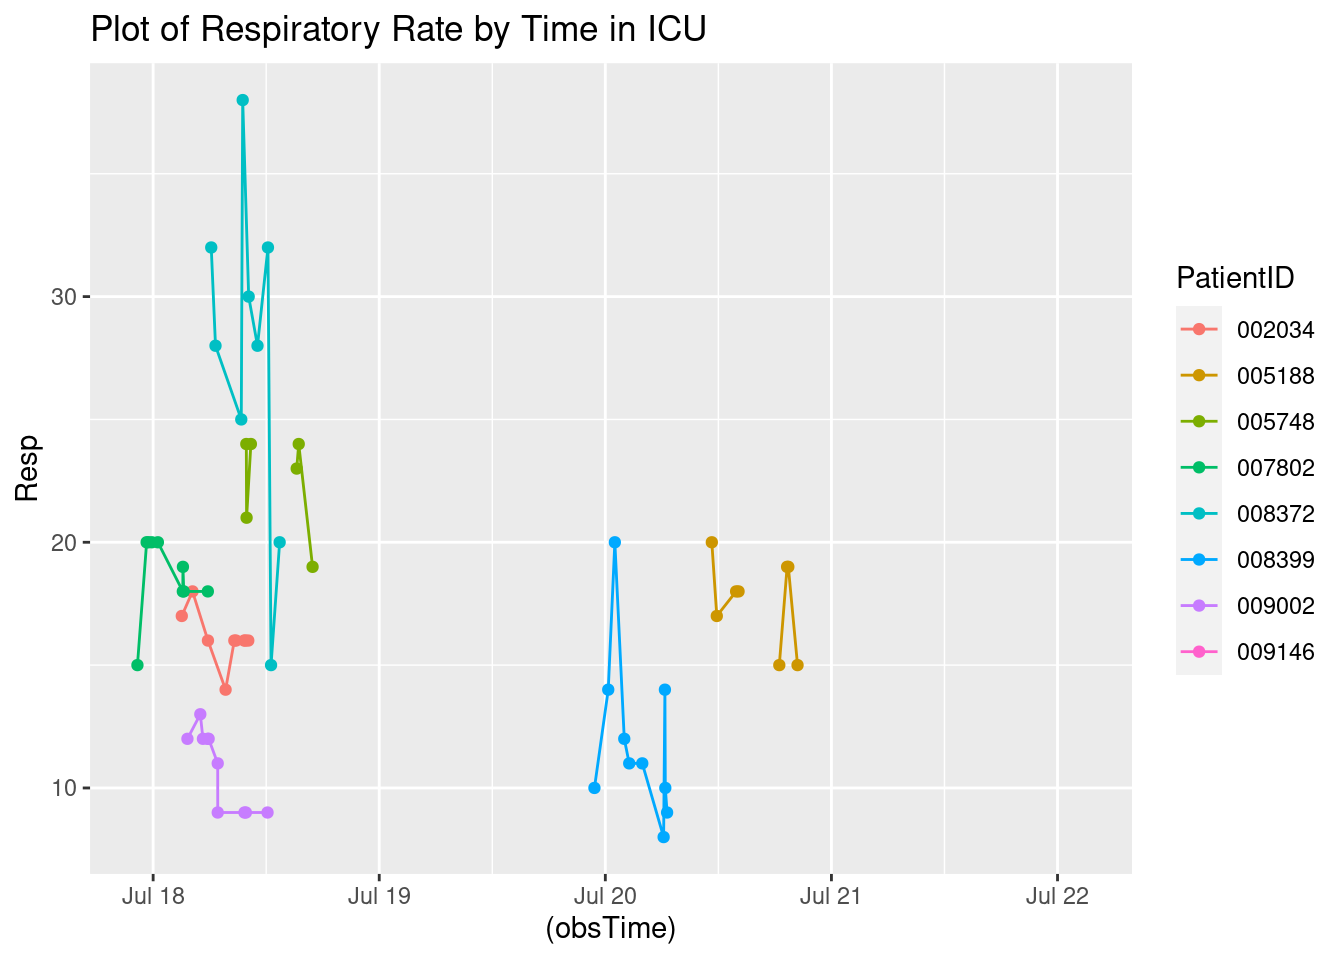 Plot of Respiratory Rate by Time in ICU
Resp
30
20
10
Jul 18
Jul 19
Jul 20
Jul 21
Jul 22
(obsTime)
PatientID
002034
005188
005748
007802
008372
008399
009002
009146